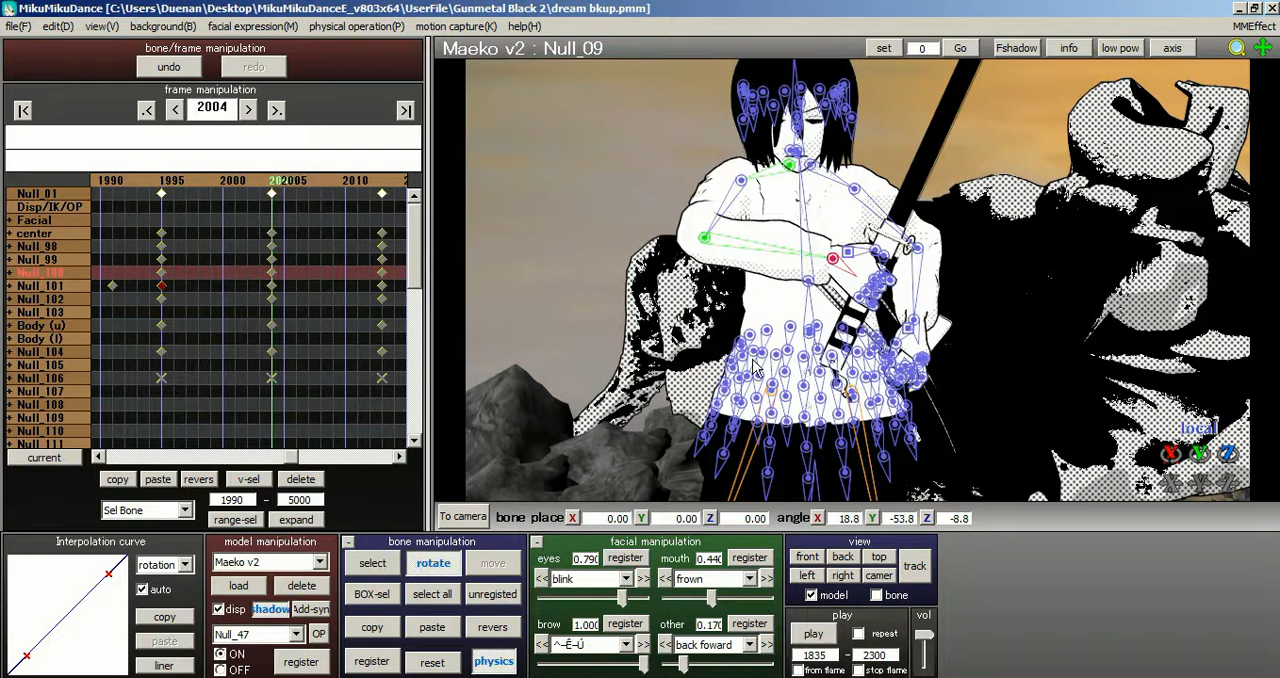 MikuMikuDance [C:\Users\Duenan\Desktop\MikuMikuDanceE_v803x64\UserFile\Gunmetal Black 2\dream bkup.pmm]
file(F) edit(D) view(V) background(B) facial expression(M) physical operation(P) motion capture(K) help(H) MMEffect
bone/frame manipulation
undo redo
frame manipulation
.< < 2004 > >.
Maeko v2 : Null_09 set 0 Go Fshadow info low pow axis
1990 1995 2000 2005 2010
Null_01
Disp/IK/OP
+ Facial
+ center
+ Null_98
+ Null_99
+ Null_100
+ Null_101
+ Null_102
+ Null_103
+ Body (u)
+ Body (l)
+ Null_104
+ Null_105
+ Null_106
+ Null_107
+ Null_108
+ Null_109
+ Null_110
+ Null_111
current
copy paste revers v-sel delete
Sel Bone 1990 - 5000
range-sel expand
local
X Y Z
X Y Z
To camera bone place X 0.00 Y 0.00 Z 0.00 angle X 18.8 Y -53.8 Z -8.8
Interpolation curve
rotation
auto
copy
paste
liner
model manipulation
Maeko v2
load delete
disp shadow Add-syn
Null_47 OP
ON
OFF
register
- bone manipulation
select rotate move
BOX-sel select all unregisted
copy paste revers
register reset physics
- facial manipulation
eyes 0.790 register mouth 0.440 register
<< blink >> << frown >>
brow 1.000 register other 0.170 register
<< >> << back foward >>
view
front back top track
left right camer
model bone
play
play repeat
1835 - 2300
from flame stop flame
vol